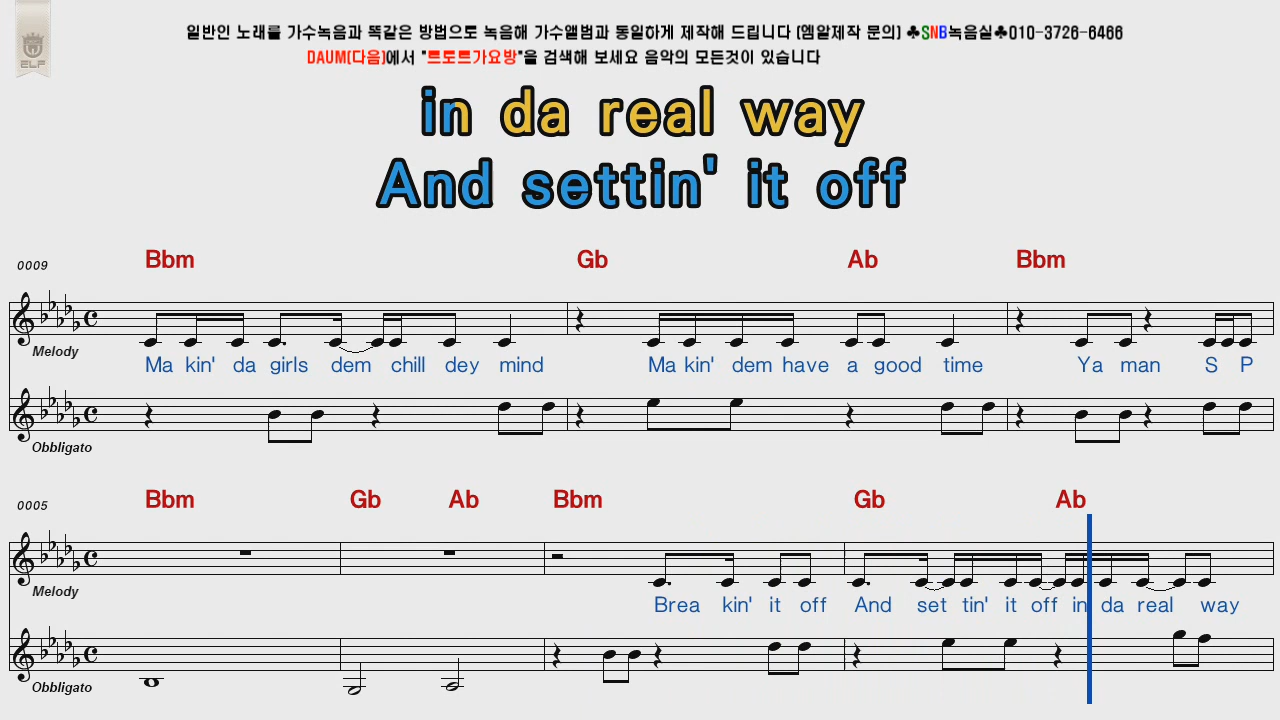 일반인 노래를 가수녹음과 똑같은 방법으로 녹음해 가수앨범과 동일하게 제작해 드립니다 (엠알제작 문의) ♣SNB녹음실♣010-3726-6466
ELF
DAUM(다음)에서 "트로트가요방"을 검색해 보세요 음악의 모든것이 있습니다
in da real way
And settin' it off
0009 Bbm Gb Ab Bbm
Melody
Ma kin' da girls dem chill dey mind Ma kin' dem have a good time Ya man S P
Obbligato
0005 Bbm Gb Ab Bbm Gb Ab
Melody
Brea kin' it off And set tin' it off in da real way
Obbligato